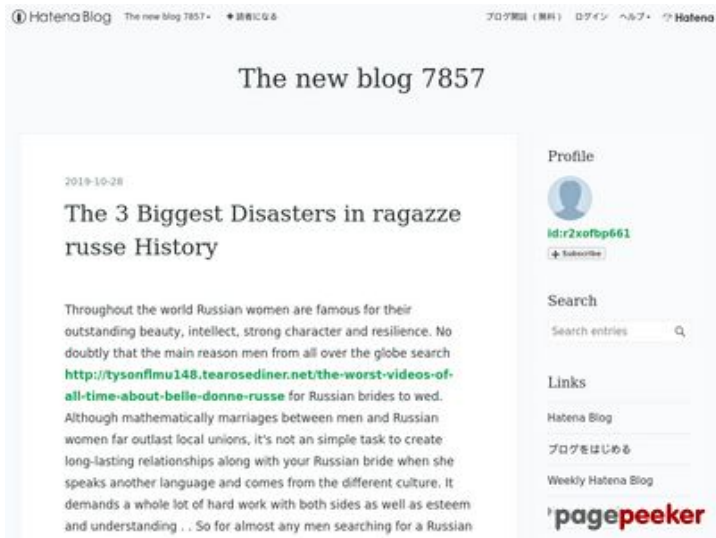 HatenaBlog The new blog 7857 読者になる ブログ開設(無料) ログイン ヘルプ Hatena
The new blog 7857
2019-10-28
The 3 Biggest Disasters in ragazze
russe History
Throughout the world Russian women are famous for their
outstanding beauty, intellect, strong character and resilience. No
doubtly that the main reason men from all over the globe search
http://tysonflmu148.tearosediner.net/the-worst-videos-of-
all-time-about-belle-donne-russe for Russian brides to wed.
Although mathematically marriages between men and Russian
women far outlast local unions, it's not an simple task to create
long-lasting relationships along with your Russian bride when she
speaks another language and comes from the different culture. It
demands a whole lot of hard work with both sides as well as esteem
and understanding . . So for almost any men searching for a Russian
Profile
id:r2xofbp661
+ Subscribe
Search
Search entries
Links
Hatena Blog
ブログをはじめる
Weekly Hatena Blog
pagepeeker